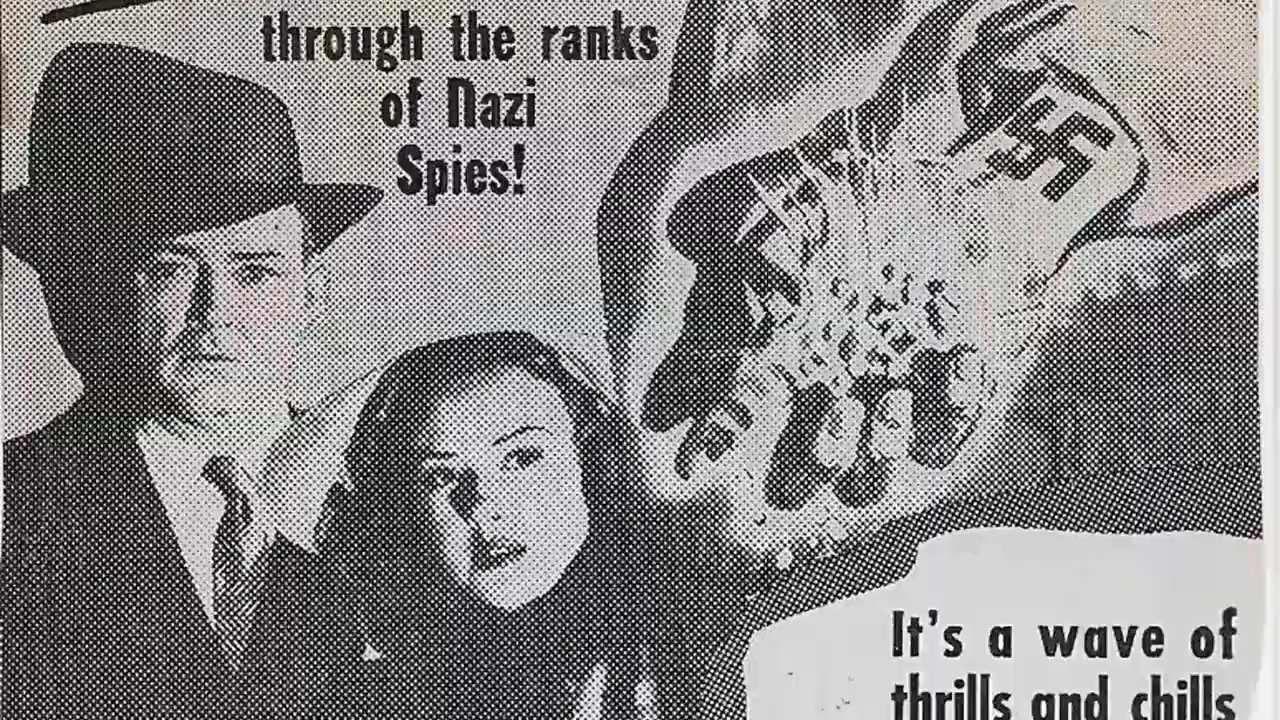 through the ranks
of Nazi
Spies!
It's a wave of
thrills and chills